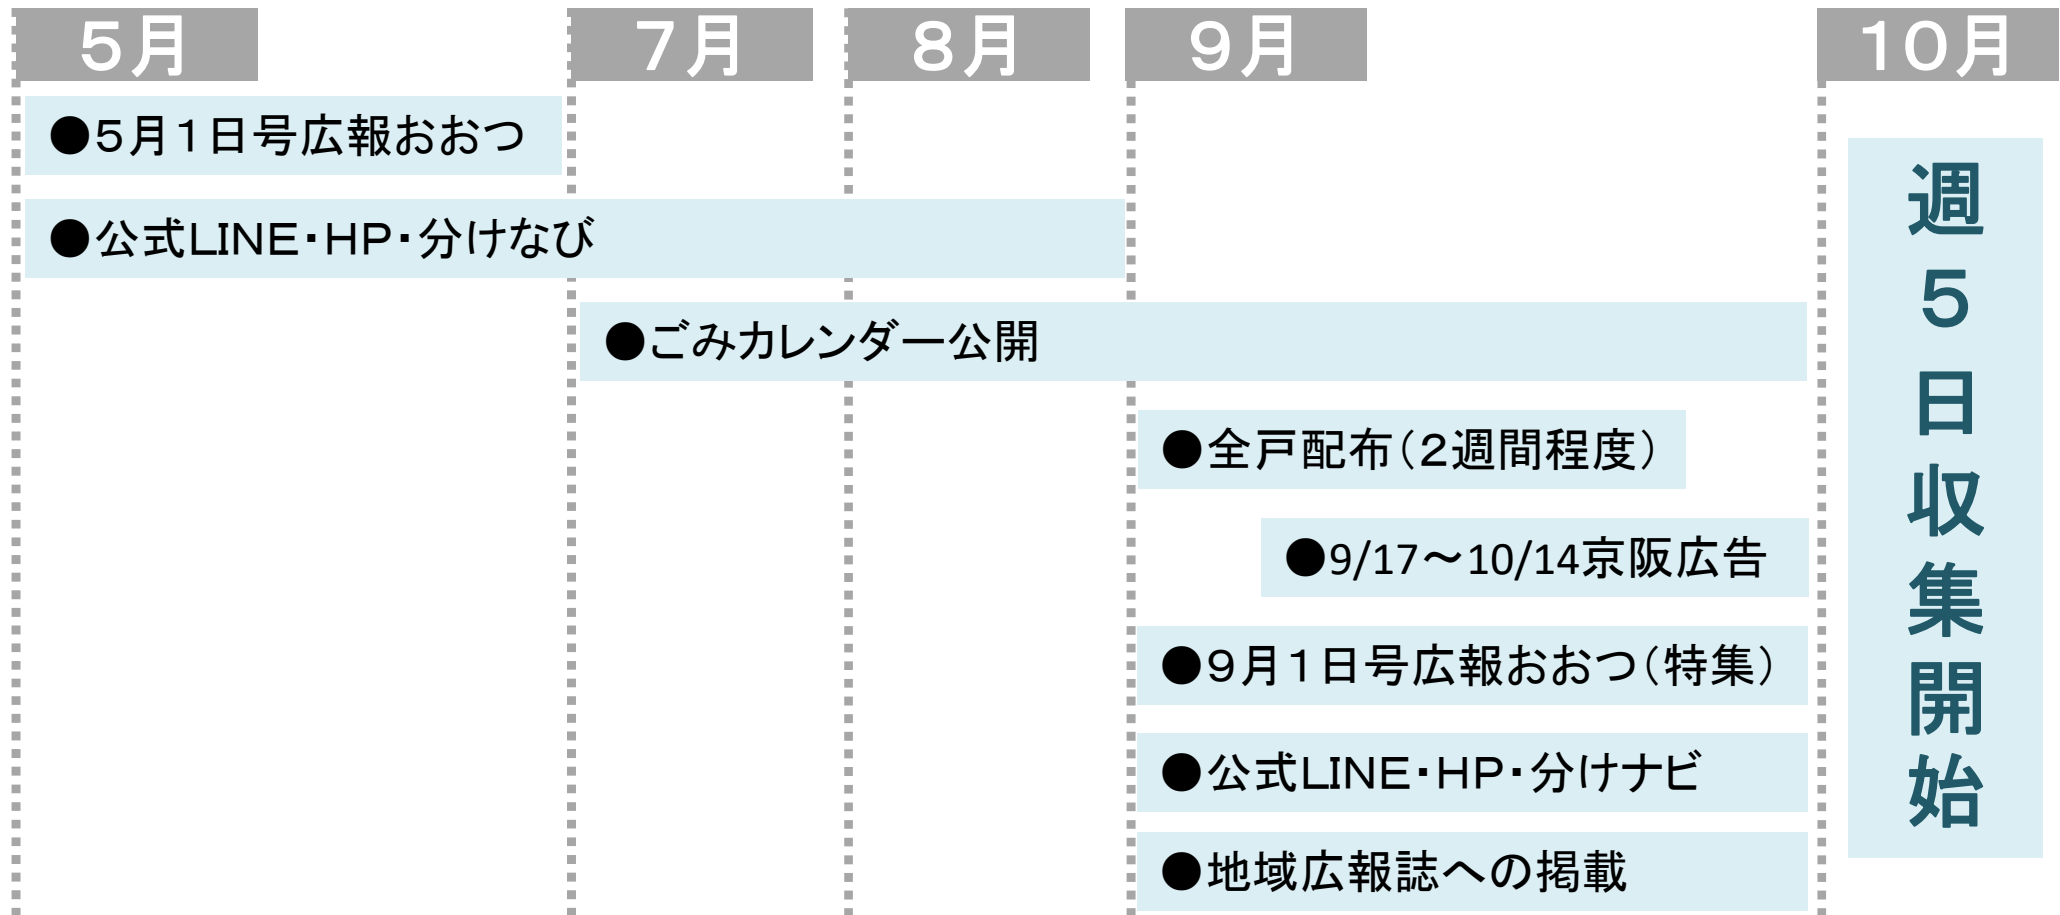 ５月
７月
８月
９月
１０月
●５月１日号広報おおつ
●公式LINE・HP・分けなび
●ごみカレンダー公開
●全戸配布（２週間程度）
●9/17～10/14京阪広告
●９月１日号広報おおつ（特集）
●公式LINE・HP・分けナビ
●地域広報誌への掲載
週５日収集開始